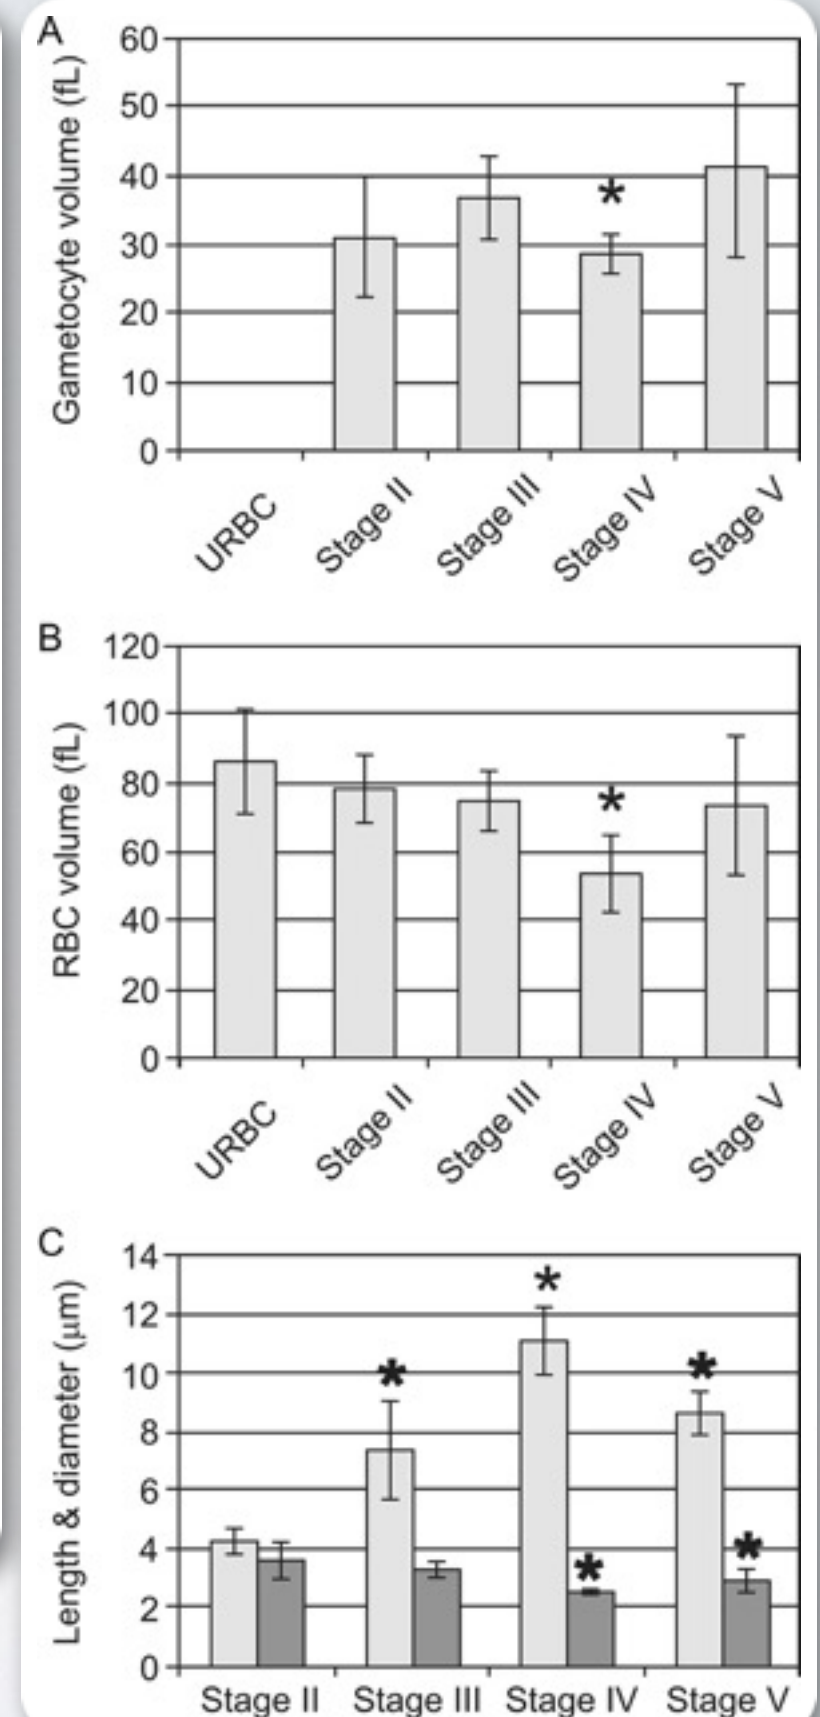 A
Gametocyte volume (fL)
60
50
40
30
20
10
0
*
URBC
Stage II
Stage III
Stage IV
Stage V
B
RBC volume (fL)
120
100
80
60
40
20
0
*
URBC
Stage II
Stage III
Stage IV
Stage V
C
Length & diameter (μm)
14
12
10
8
6
4
2
0
*
*
*
*
*
Stage II Stage III Stage IV Stage V